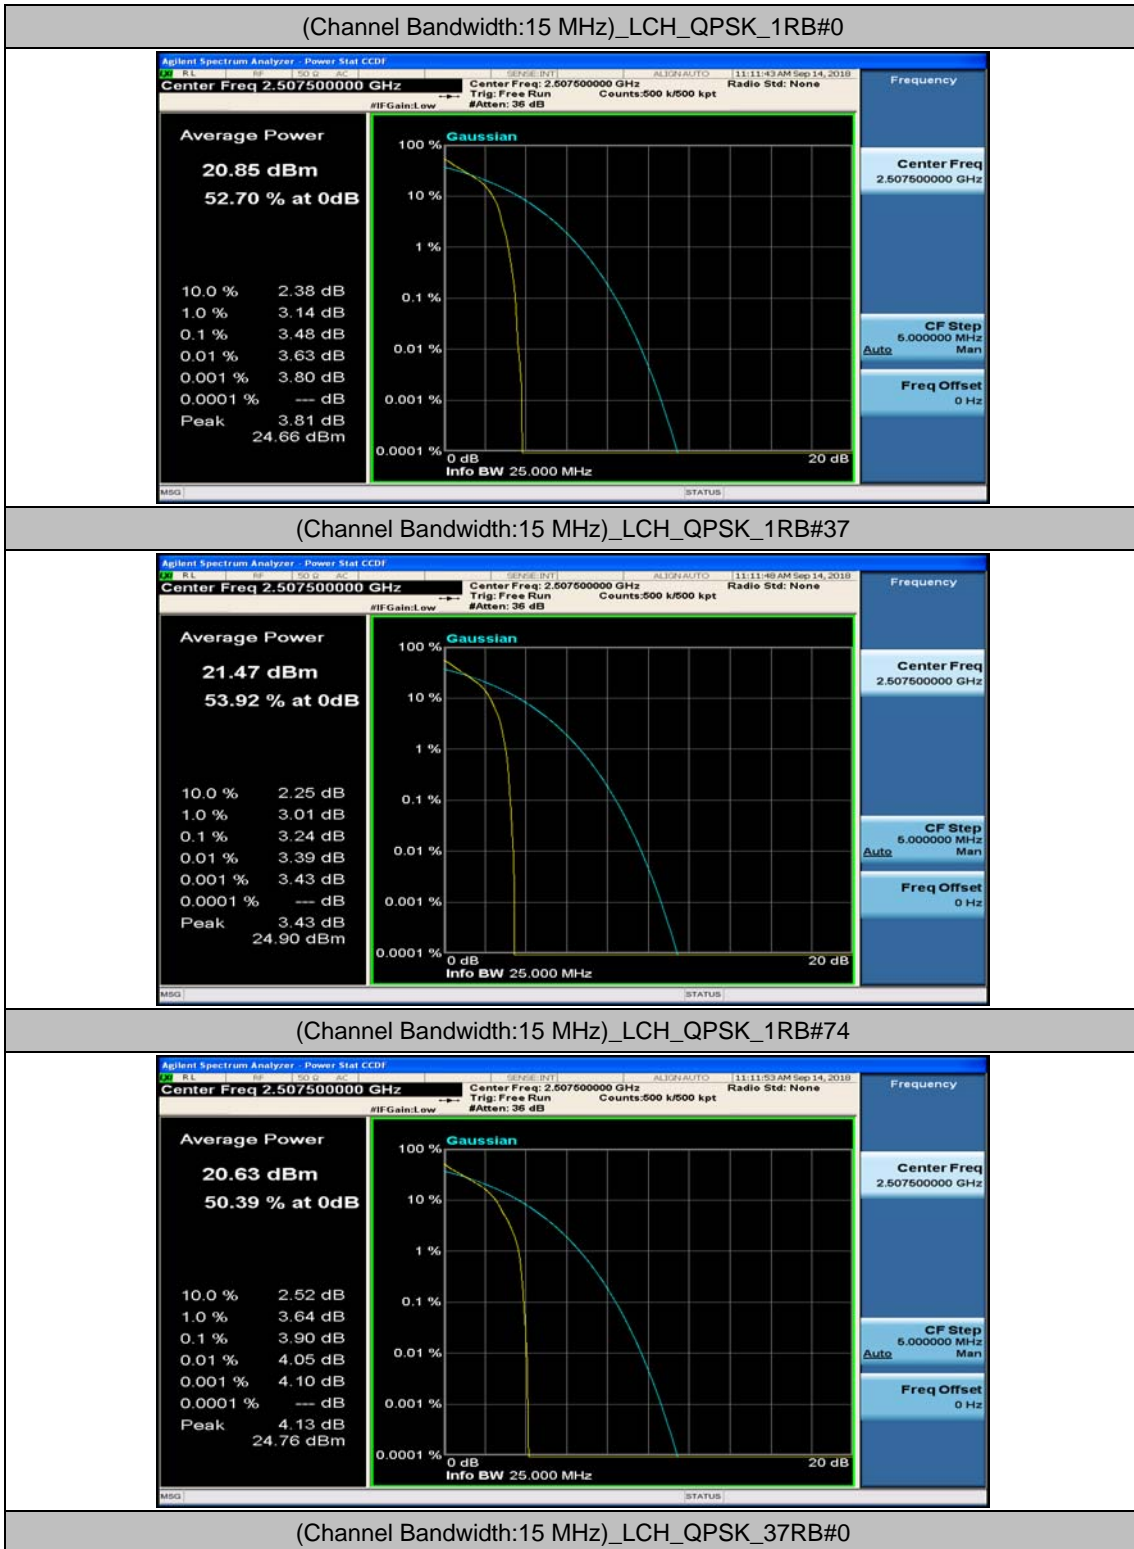 (Channel Bandwidth:15 MHz)_LCH_QPSK_1RB#0
Agilent Spectrum Analyzer - Power Stat CCDF
RL RF 50 Ω AC SENSE:INT ALIGN AUTO 11:11:43 AM Sep 14, 2018
Center Freq 2.507500000 GHz
Center Freq: 2.507500000 GHz Radio Std: None
Trig: Free Run Counts:500 k/500 kpt
#IFGain:Low #Atten: 36 dB
Frequency
Average Power
20.85 dBm
52.70 % at 0dB
10.0 % 2.38 dB
1.0 % 3.14 dB
0.1 % 3.48 dB
0.01 % 3.63 dB
0.001 % 3.80 dB
0.0001 % --- dB
Peak 3.81 dB
24.66 dBm
Gaussian
100 %
10 %
1 %
0.1 %
0.01 %
0.001 %
0.0001 %
0 dB 20 dB
Info BW 25.000 MHz
Center Freq
2.507500000 GHz
CF Step
5.000000 MHz
Auto Man
Freq Offset
0 Hz
MSG STATUS
(Channel Bandwidth:15 MHz)_LCH_QPSK_1RB#37
Agilent Spectrum Analyzer - Power Stat CCDF
RL RF 50 Ω AC SENSE:INT ALIGN AUTO 11:11:48 AM Sep 14, 2018
Center Freq 2.507500000 GHz
Center Freq: 2.507500000 GHz Radio Std: None
Trig: Free Run Counts:500 k/500 kpt
#IFGain:Low #Atten: 36 dB
Frequency
Average Power
21.47 dBm
53.92 % at 0dB
10.0 % 2.25 dB
1.0 % 3.01 dB
0.1 % 3.24 dB
0.01 % 3.39 dB
0.001 % 3.43 dB
0.0001 % --- dB
Peak 3.43 dB
24.90 dBm
Gaussian
100 %
10 %
1 %
0.1 %
0.01 %
0.001 %
0.0001 %
0 dB 20 dB
Info BW 25.000 MHz
Center Freq
2.507500000 GHz
CF Step
5.000000 MHz
Auto Man
Freq Offset
0 Hz
MSG STATUS
(Channel Bandwidth:15 MHz)_LCH_QPSK_1RB#74
Agilent Spectrum Analyzer - Power Stat CCDF
RL RF 50 Ω AC SENSE:INT ALIGN AUTO 11:11:53 AM Sep 14, 2018
Center Freq 2.507500000 GHz
Center Freq: 2.507500000 GHz Radio Std: None
Trig: Free Run Counts:500 k/500 kpt
#IFGain:Low #Atten: 36 dB
Frequency
Average Power
20.63 dBm
50.39 % at 0dB
10.0 % 2.52 dB
1.0 % 3.64 dB
0.1 % 3.90 dB
0.01 % 4.05 dB
0.001 % 4.10 dB
0.0001 % --- dB
Peak 4.13 dB
24.76 dBm
Gaussian
100 %
10 %
1 %
0.1 %
0.01 %
0.001 %
0.0001 %
0 dB 20 dB
Info BW 25.000 MHz
Center Freq
2.507500000 GHz
CF Step
5.000000 MHz
Auto Man
Freq Offset
0 Hz
MSG STATUS
(Channel Bandwidth:15 MHz)_LCH_QPSK_37RB#0